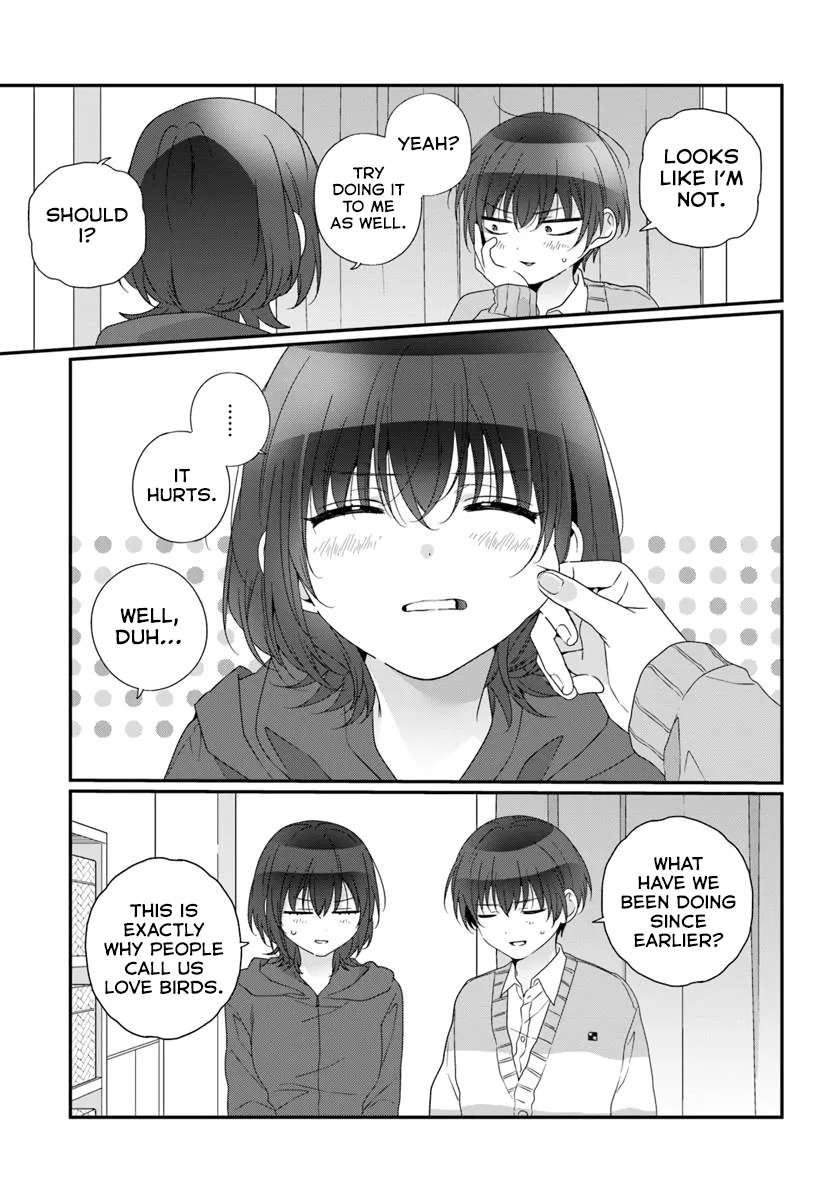 LOOKS
LIKE I'M
NOT.
YEAH?
TRY
DOING IT
TO ME
AS WELL.
SHOULD
I?
......
IT
HURTS.
WELL,
DUH...
WHAT
HAVE WE
BEEN DOING
SINCE
EARLIER?
THIS IS
EXACTLY
WHY PEOPLE
CALL US
LOVE BIRDS.